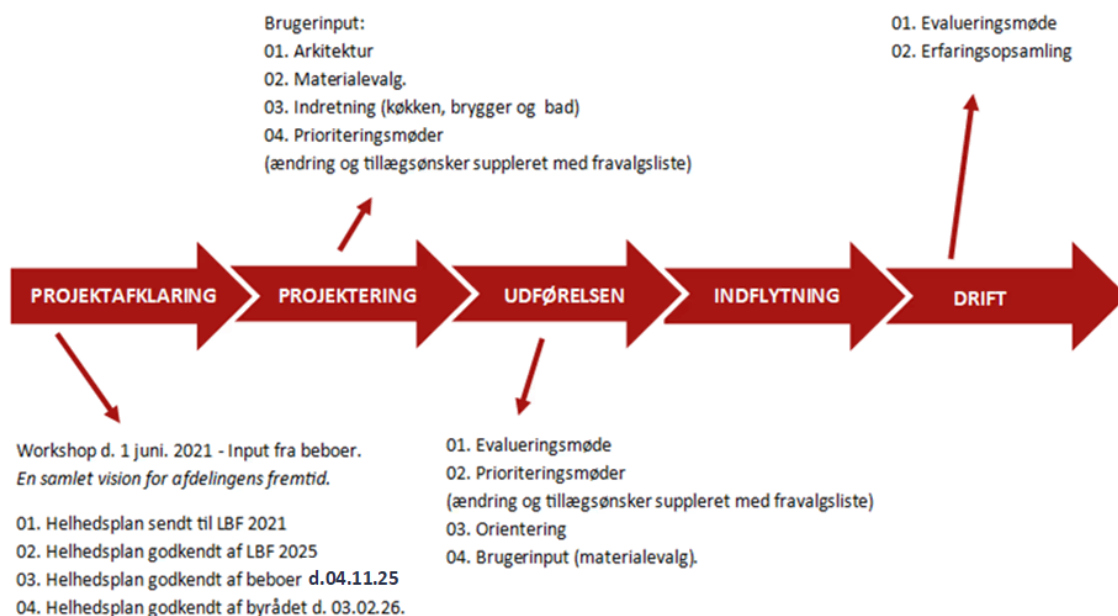 Brugerinput:
01. Arkitektur
02. Materialevalg.
03. Indretning (køkken, brygger og bad)
04. Prioriteringsmøder
(ændring og tillægsønsker suppleret med fravalgsliste)
01. Evalueringsmøde
02. Erfaringsopsamling
PROJEKTAFKLARING
PROJEKTERING
UDFØRELSEN
INDFLYTNING
DRIFT
Workshop d. 1 juni. 2021 - Input fra beboer.
En samlet vision for afdelingens fremtid.
01. Helhedsplan sendt til LBF 2021
02. Helhedsplan godkendt af LBF 2025
03. Helhedsplan godkendt af beboer d.04.11.25
04. Helhedsplan godkendt af byrådet d. 03.02.26.
01. Evalueringsmøde
02. Prioriteringsmøder
(ændring og tillægsønsker suppleret med fravalgsliste)
03. Orientering
04. Brugerinput (materialevalg).